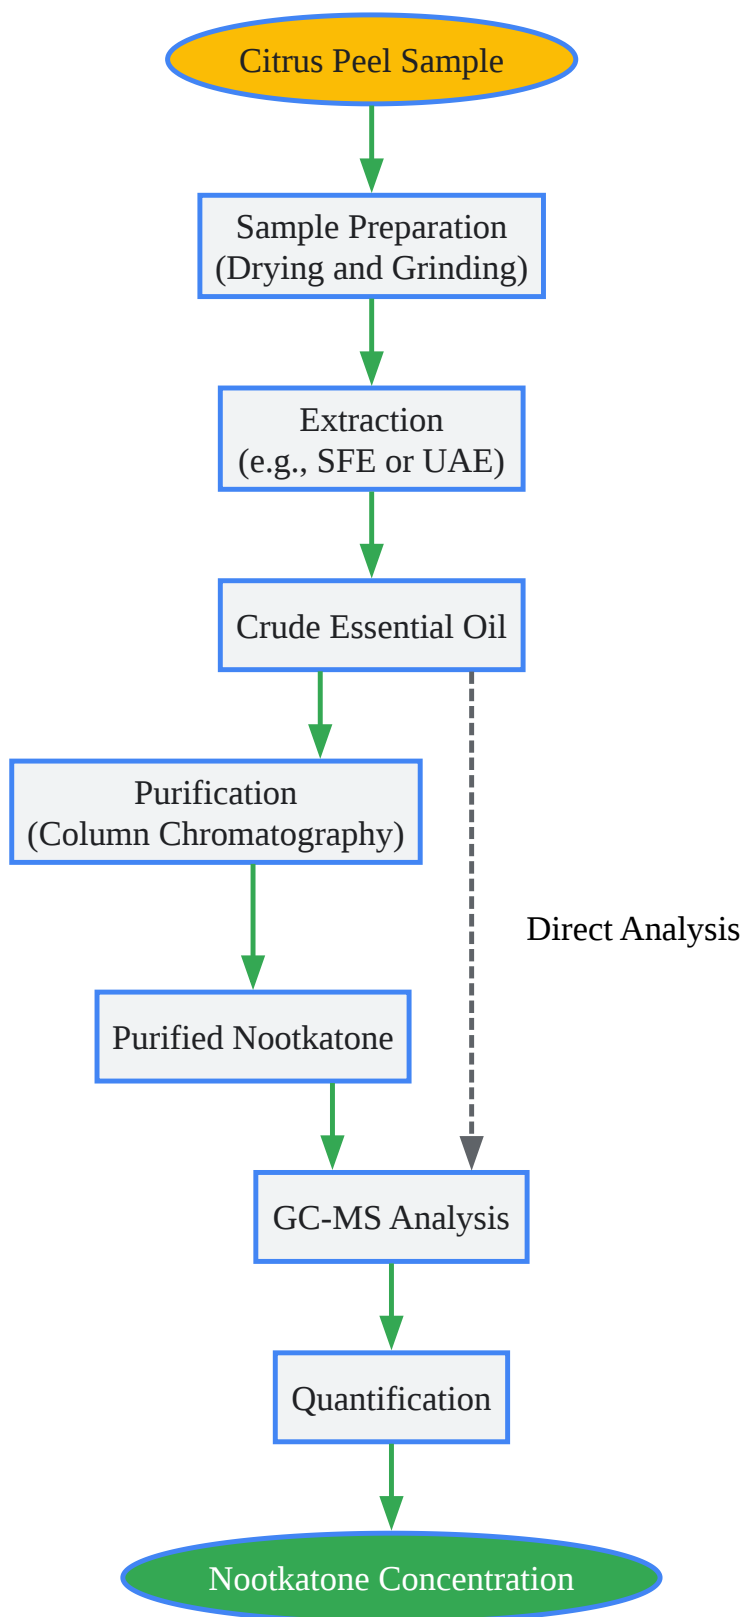 Citrus Peel Sample
Sample Preparation
(Drying and Grinding)
Extraction
(e.g., SFE or UAE)
Crude Essential Oil
Purification
(Column Chromatography)
Direct Analysis
Purified Nootkatone
GC-MS Analysis
Quantification
Nootkatone Concentration